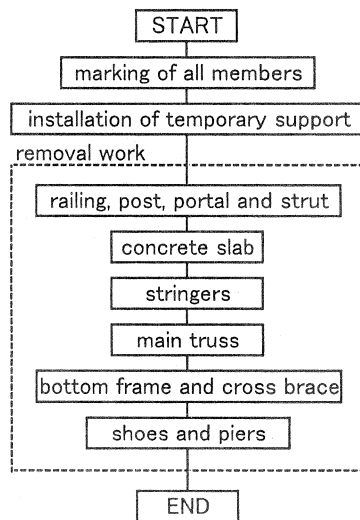 START
marking of all members
installation of temporary support
removal work
railing, post, portal and strut
concrete slab
stringers
main truss
bottom frame and cross brace
shoes and piers
END